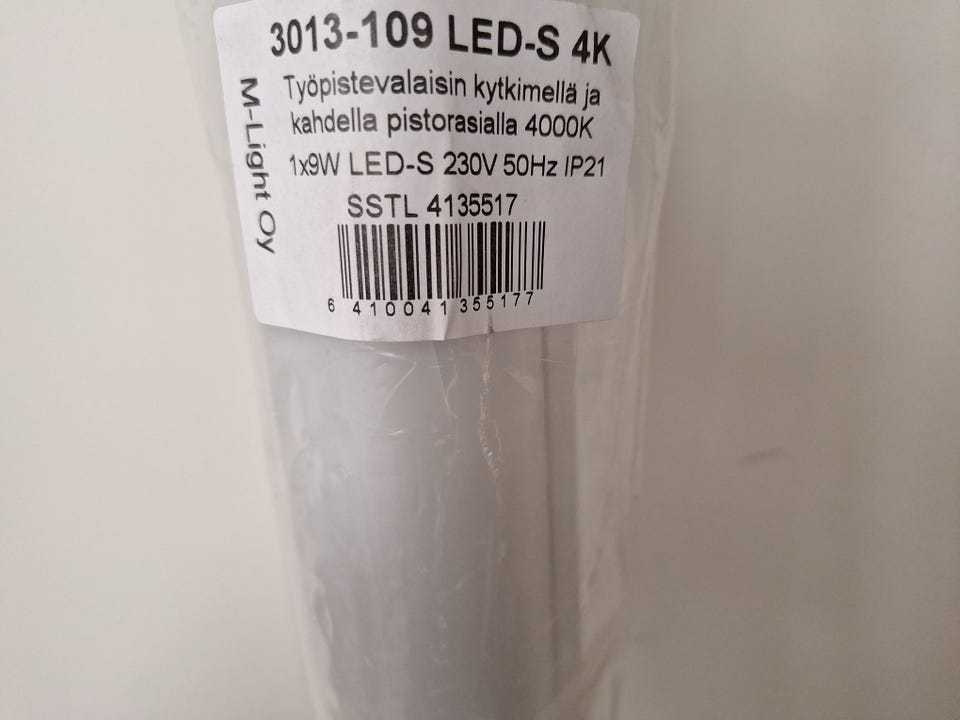 3013-109 LED-S 4K
Työpistevalaisin kytkimellä ja
kahdella pistorasialla 4000K
1x9W LED-S 230V 50Hz IP21
SSTL 4135517
6 410041 355177
M-Light Oy